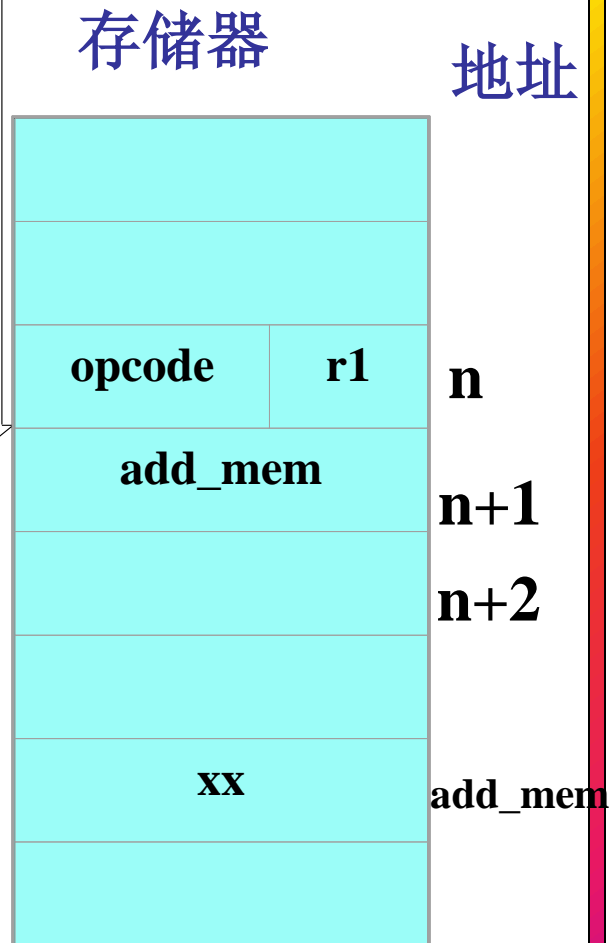 存储器
地址
opcode r1 n
add_mem
n+1
n+2
xx
add_mem